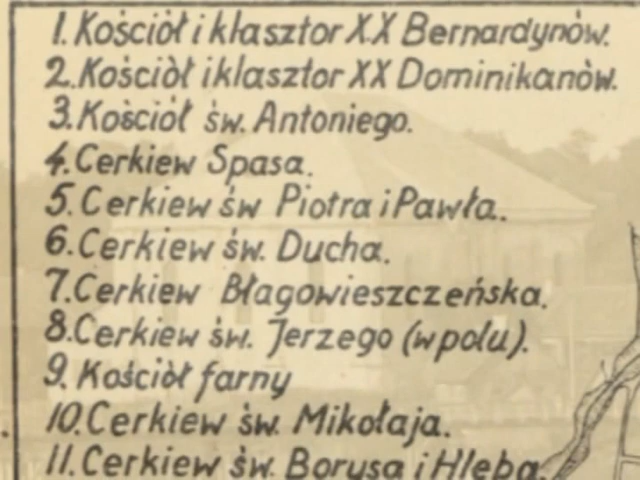 1. Kościół i klasztor XX Bernardynów.
2. Kościół i klasztor XX Dominikanów.
3. Kościół św. Antoniego.
4. Cerkiew Spasa.
5. Cerkiew św Piotra i Pawła.
6. Cerkiew św. Ducha.
7. Cerkiew Błagowieszczeńska.
8. Cerkiew św. Jerzego (w polu).
9. Kościół farny
10. Cerkiew św. Mikołaja.
11. Cerkiew św. Borysa i Hleba.